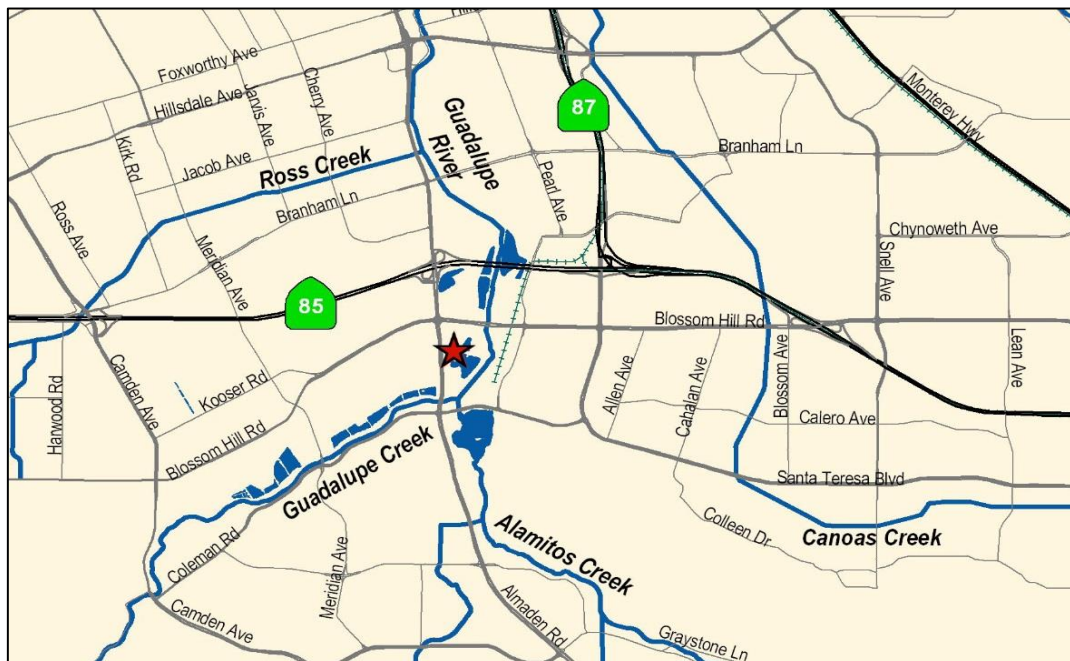 Foxworthy Ave
Hillsdale Ave
Jarvis Ave
Cherry Ave
Kirk Rd
Jacob Ave
Ross Creek
Guadalupe
River
87
Monterey Hwy
Branham Ln
Pearl Ave
Branham Ln
Ross Ave
Meridian Ave
Chynoweth Ave
Snell Ave
85
Blossom Hill Rd
Lean Ave
Harwood Rd
Camden Ave
Kooser Rd
Allen Ave
Cahalan Ave
Blossom Ave
Calero Ave
Blossom Hill Rd
Guadalupe Creek
Santa Teresa Blvd
Colleen Dr
Canoas Creek
Coleman Rd
Meridian Ave
Alamitos Creek
Camden Ave
Almaden Rd
Graystone Ln